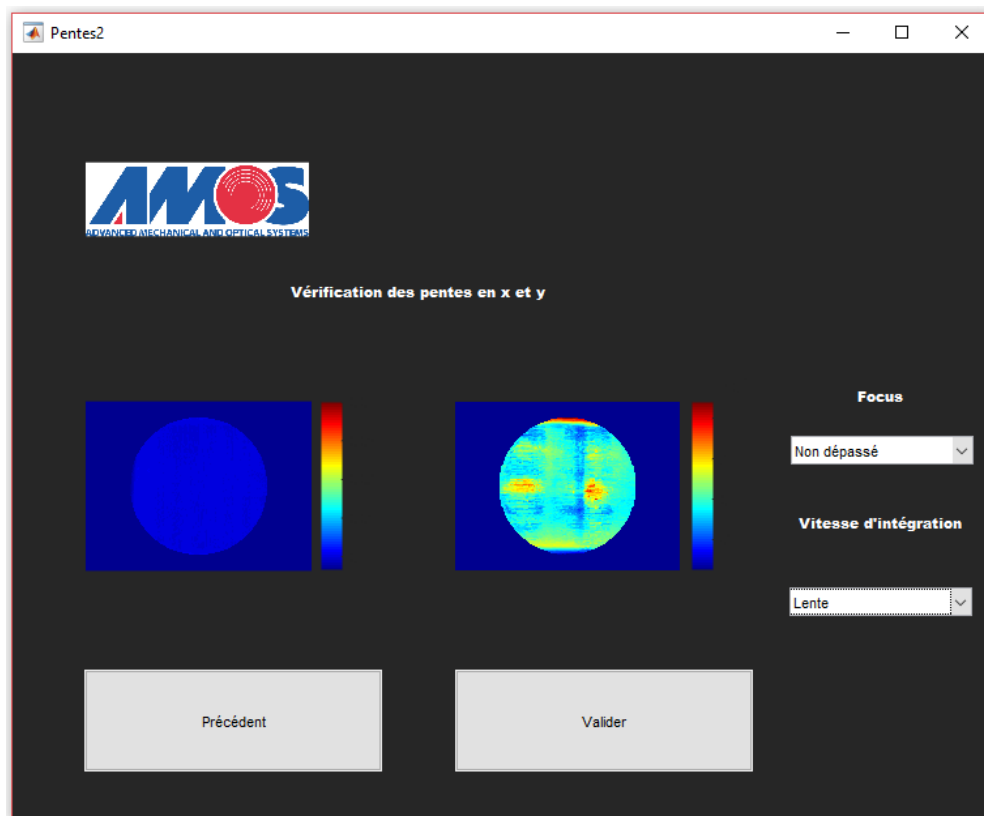 Pentes2
AMOS
ADVANCED MECHANICAL AND OPTICAL SYSTEMS
Vérification des pentes en x et y
Focus
Non dépassé
Vitesse d'intégration
Lente
Précédent
Valider